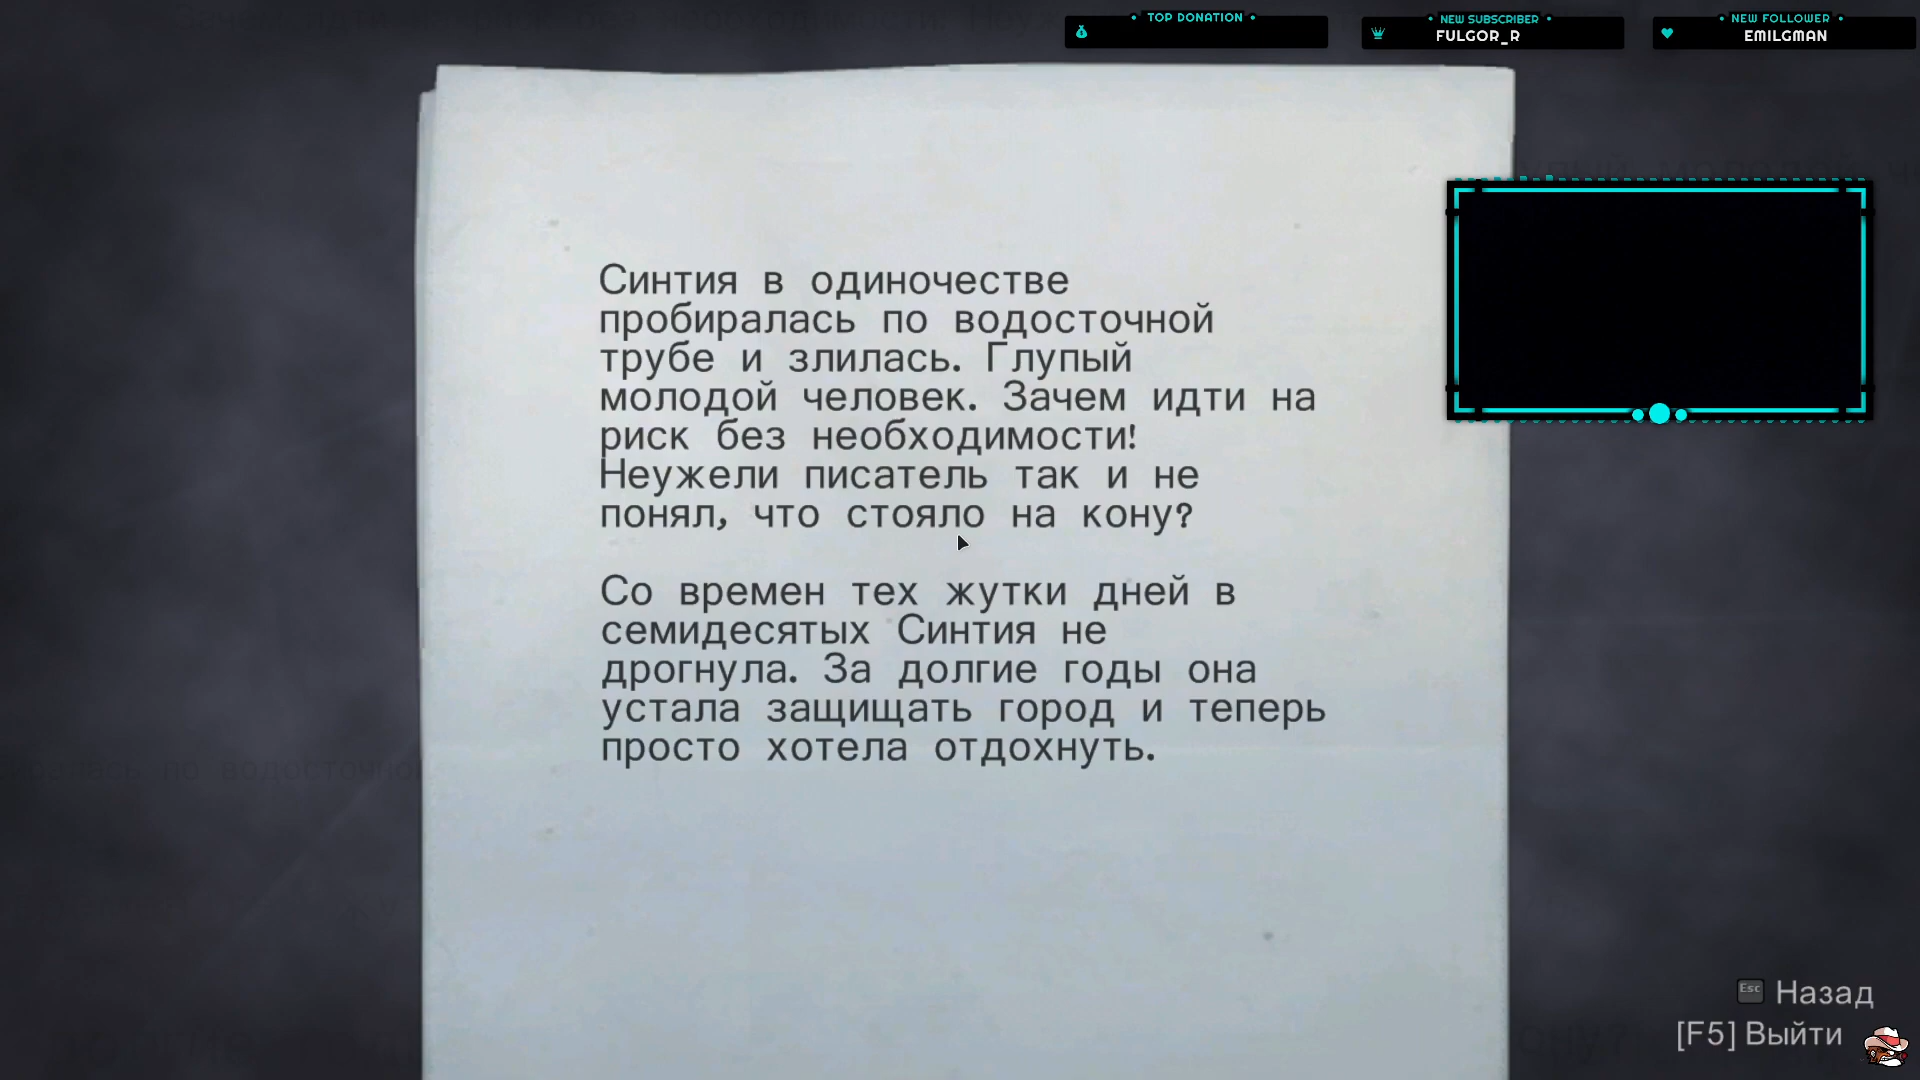 TOP DONATION
NEW SUBSCRIBER
FULGOR_R
NEW FOLLOWER
EMILGMAN
Синтия в одиночестве
пробиралась по водосточной
трубе и злилась. Глупый
молодой человек. Зачем идти на
риск без необходимости!
Неужели писатель так и не
понял, что стояло на кону?
Со времен тех жутки дней в
семидесятых Синтия не
дрогнула. За долгие годы она
устала защищать город и теперь
просто хотела отдохнуть.
Esc Назад
[F5] Выйти